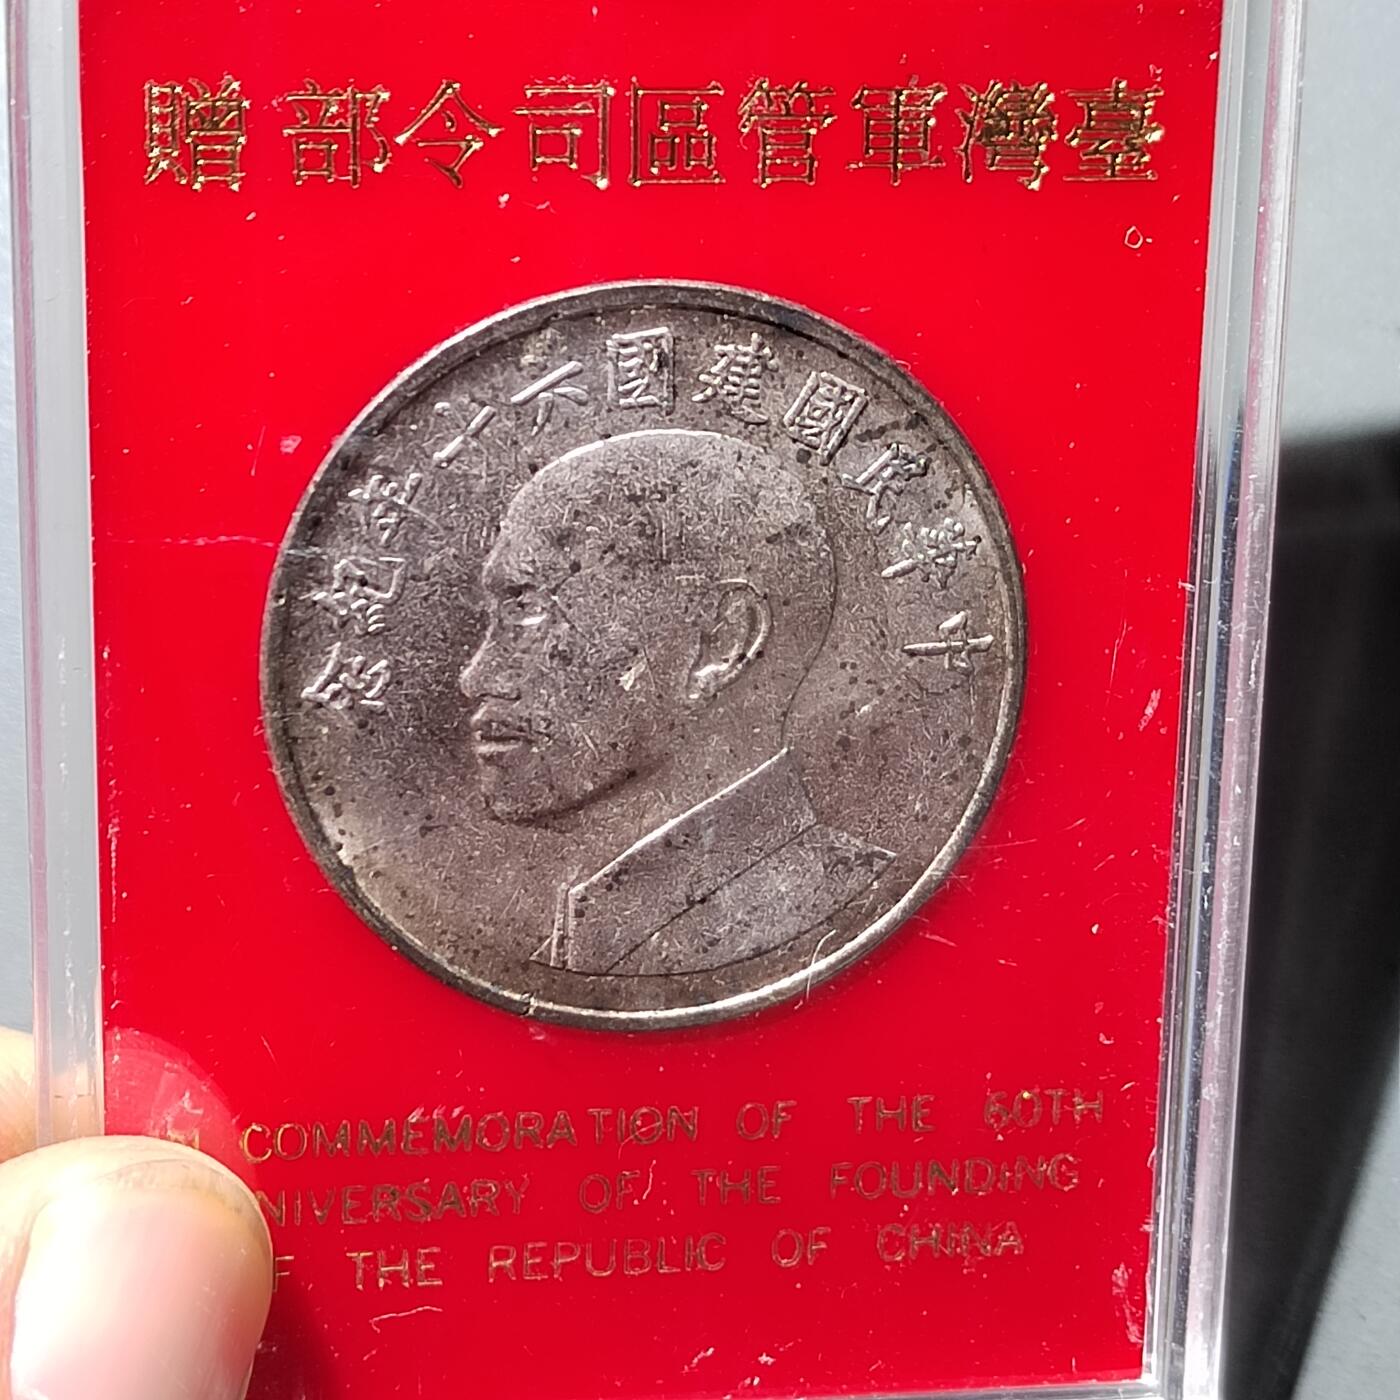 臺灣軍管區司令部贈
中華民國建國六十年紀念
COMMEMORATION OF THE 60TH
NIVERSARY OF THE FOUNDING
F THE REPUBLIC OF CHINA